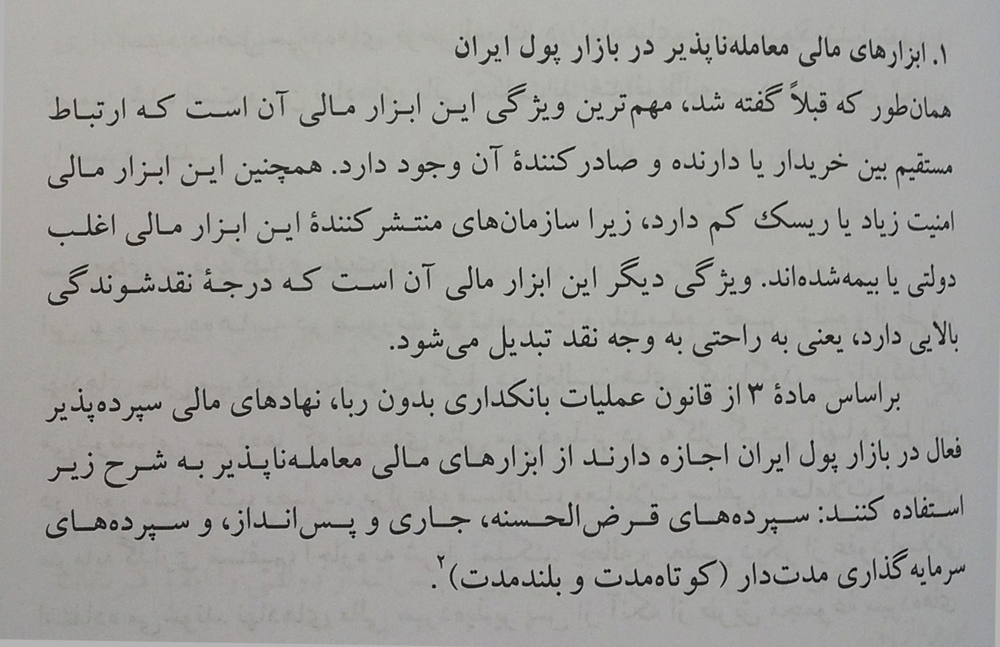 ۱. ابزارهای مالی معامله‌ناپذیر در بازار پول ایران
همان‌طور که قبلاً گفته شد، مهم‌ترین ویژگی این ابزار مالی آن است که ارتباط
مستقیم بین خریدار یا دارنده و صادرکنندهٔ آن وجود دارد. همچنین این ابزار مالی
امنیت زیاد یا ریسک کم دارد، زیرا سازمان‌های منتشرکنندهٔ این ابزار مالی اغلب
دولتی یا بیمه‌شده‌اند. ویژگی دیگر این ابزار مالی آن است که درجهٔ نقدشوندگی
بالایی دارد، یعنی به راحتی به وجه نقد تبدیل می‌شود.
براساس مادهٔ ۳ از قانون عملیات بانکداری بدون ربا، نهادهای مالی سپرده‌پذیر
فعال در بازار پول ایران اجازه دارند از ابزارهای مالی معامله‌ناپذیر به شرح زیر
استفاده کنند: سپرده‌های قرض‌الحسنه، جاری و پس‌انداز، و سپرده‌های
سرمایه‌گذاری مدت‌دار (کوتاه‌مدت و بلندمدت)۲.